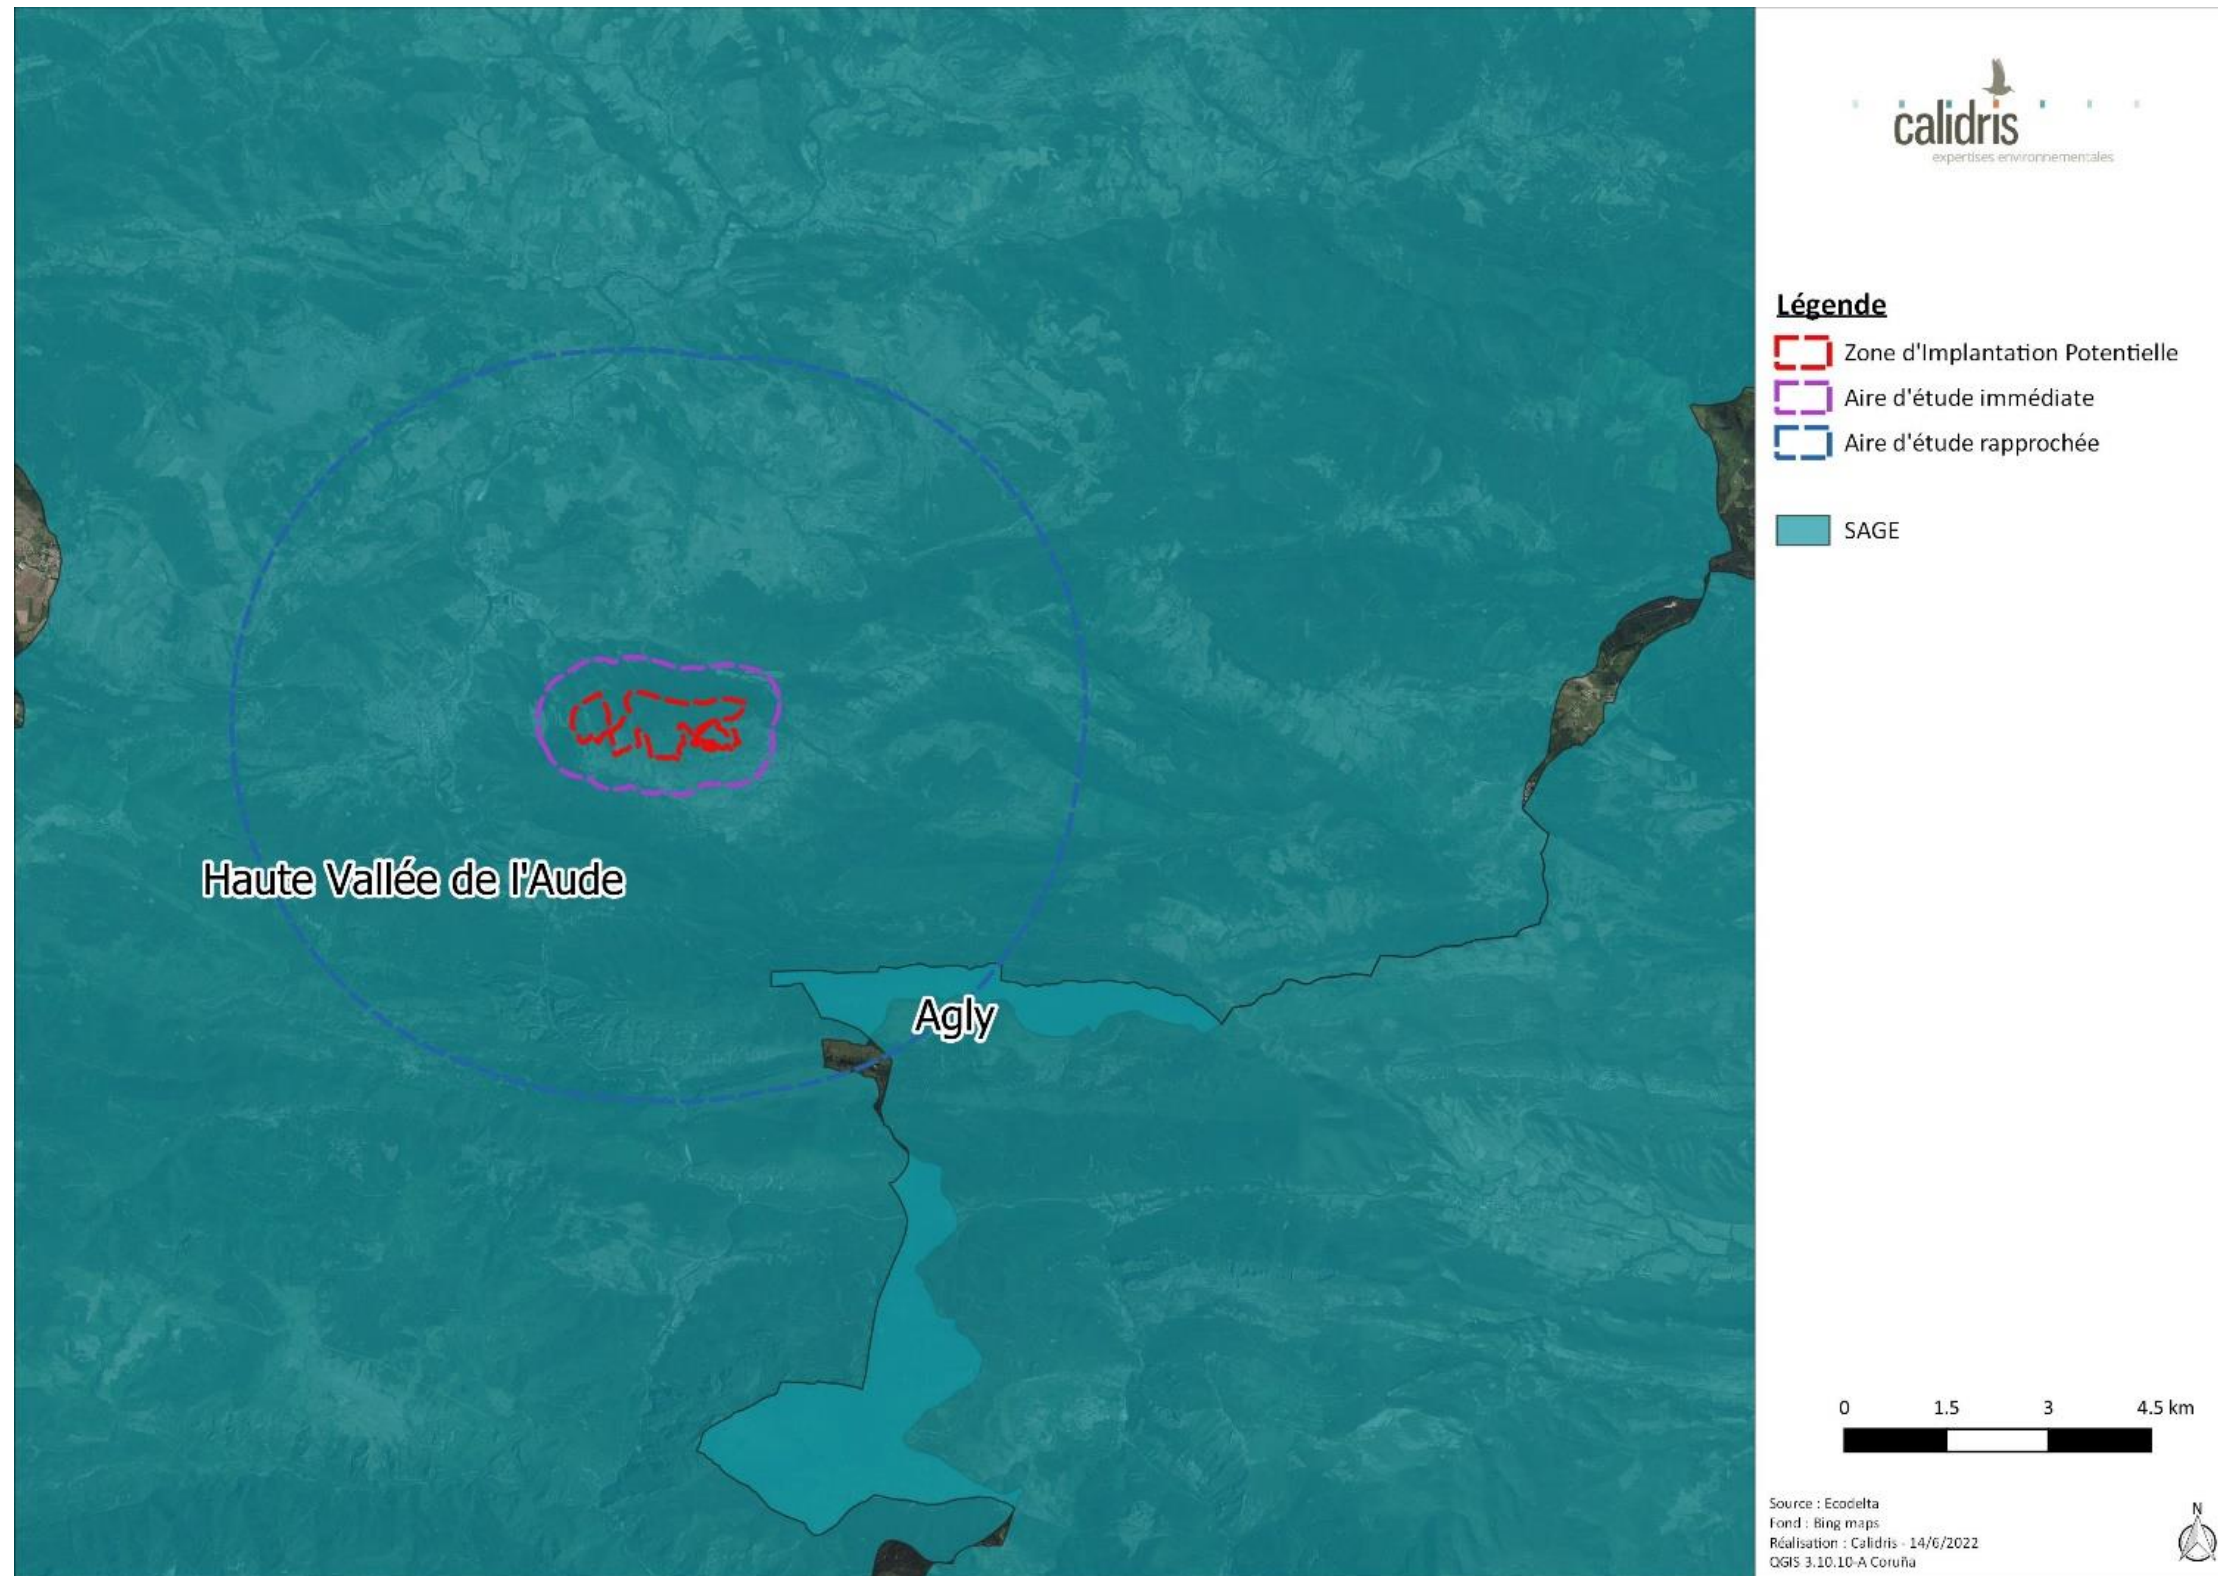 calidris
expertises environnementales
Légende
Zone d'Implantation Potentielle
Aire d'étude immédiate
Aire d'étude rapprochée
SAGE
Haute Vallée de l'Aude
Agly
0 1.5 3 4.5 km
Source : Ecodelta
Fond : Bing maps
Réalisation : Calidris - 14/6/2022
QGIS 3.10.10-A Coruña
N